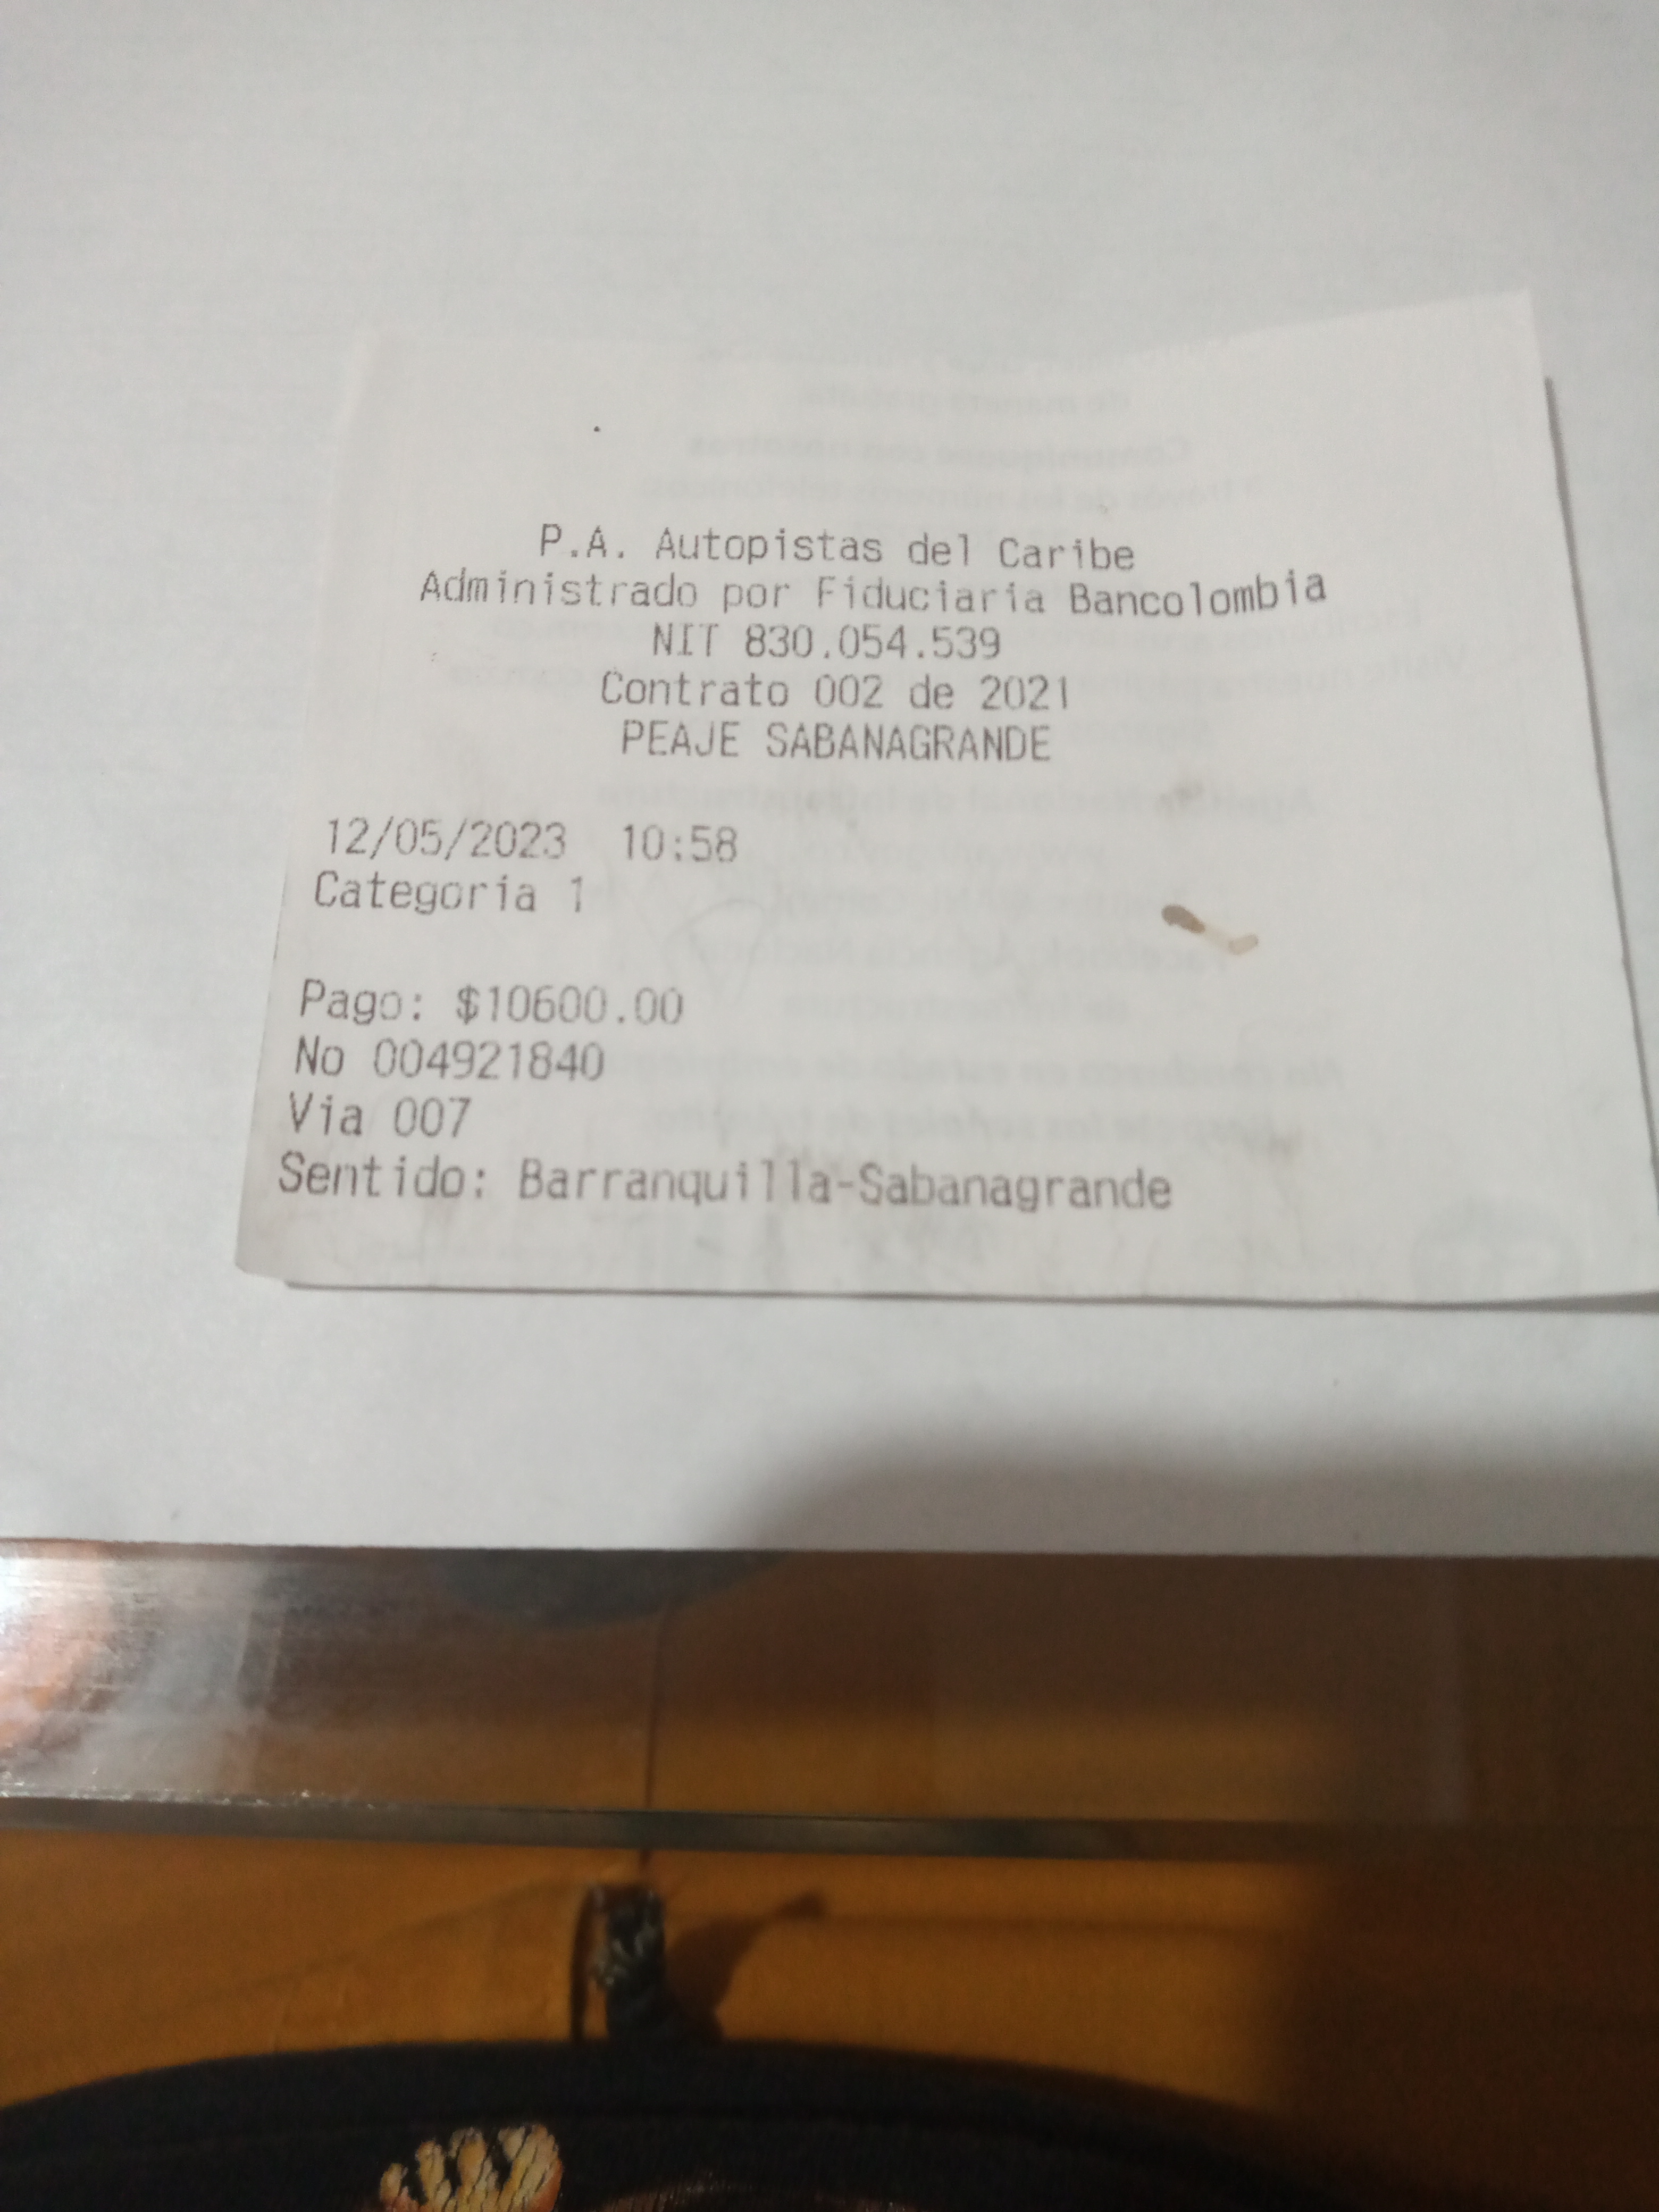 P.A. Autopistas del Caribe
Administrado por Fiduciaria Bancolombia
NIT 830.054.539
Contrato 002 de 2021
PEAJE SABANAGRANDE
12/05/2023 10:58
Categoria 1
Pago: $10600.00
No 004921840
Via 007
Sentido: Barranquilla-Sabanagrande